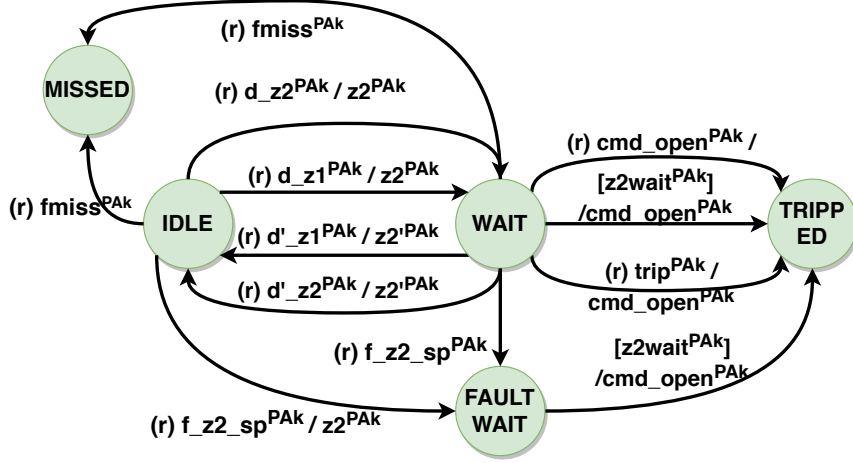 (r) fmiss^PAk
MISSED
(r) d_z2^PAk / z2^PAk
(r) cmd_open^PAk /
(r) d_z1^PAk / z2^PAk
[z2wait^PAk]
/cmd_open^PAk
(r) fmiss^PAk
IDLE
WAIT
TRIPP
ED
(r) d'_z1^PAk / z2'^PAk
(r) trip^PAk /
cmd_open^PAk
(r) d'_z2^PAk / z2'^PAk
(r) f_z2_sp^PAk
[z2wait^PAk]
/cmd_open^PAk
FAULT
WAIT
(r) f_z2_sp^PAk / z2^PAk